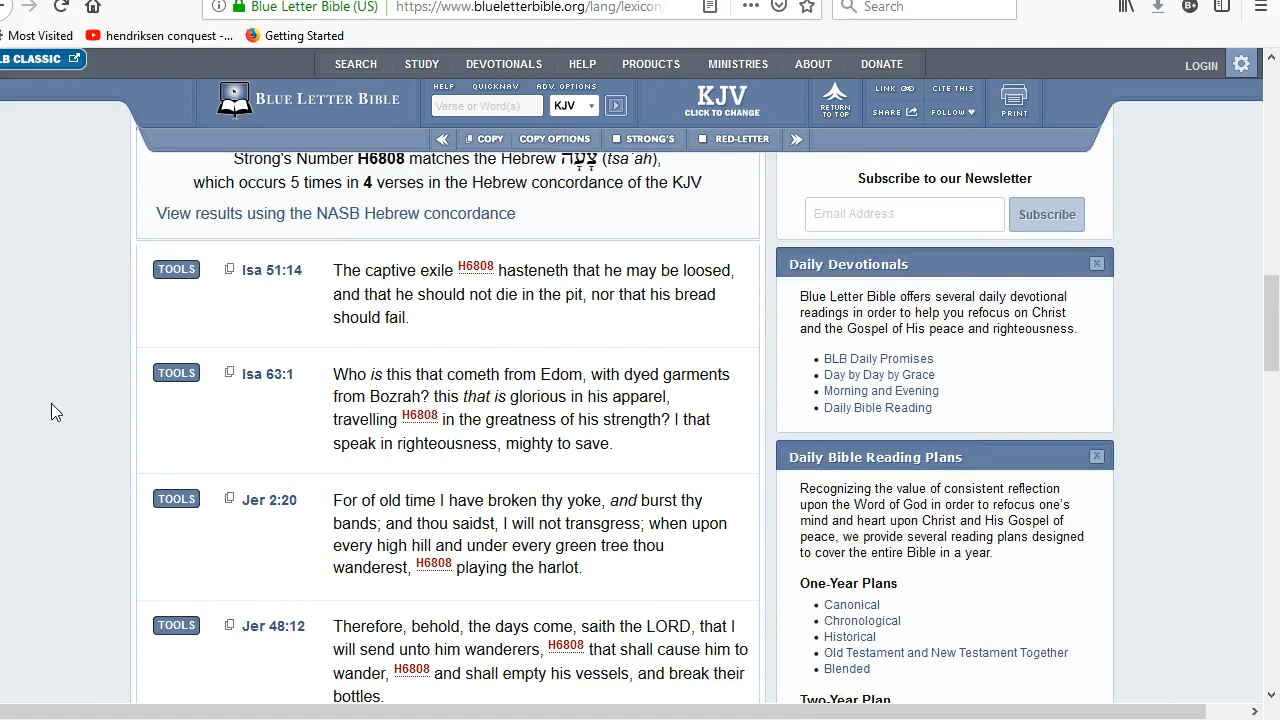 Blue Letter Bible (US) https://www.blueletterbible.org/lang/lexicon/ Search
Most Visited hendriksen conquest -... Getting Started
LB CLASSIC
SEARCH STUDY DEVOTIONALS HELP PRODUCTS MINISTRIES ABOUT DONATE LOGIN
BLUE LETTER BIBLE
HELP QUICKNAV ADV. OPTIONS
Verse or Word(s) KJV
KJV
CLICK TO CHANGE
RETURN TO TOP
LINK CITE THIS
SHARE FOLLOW
PRINT
COPY COPY OPTIONS STRONG'S RED-LETTER
Strong's Number H6808 matches the Hebrew צָעָה (tsa`ah),
which occurs 5 times in 4 verses in the Hebrew concordance of the KJV
View results using the NASB Hebrew concordance
TOOLS Isa 51:14 The captive exile H6808 hasteneth that he may be loosed,
and that he should not die in the pit, nor that his bread
should fail.
TOOLS Isa 63:1 Who is this that cometh from Edom, with dyed garments
from Bozrah? this that is glorious in his apparel,
travelling H6808 in the greatness of his strength? I that
speak in righteousness, mighty to save.
TOOLS Jer 2:20 For of old time I have broken thy yoke, and burst thy
bands; and thou saidst, I will not transgress; when upon
every high hill and under every green tree thou
wanderest, H6808 playing the harlot.
TOOLS Jer 48:12 Therefore, behold, the days come, saith the LORD, that I
will send unto him wanderers, H6808 that shall cause him to
wander, H6808 and shall empty his vessels, and break their
bottles.
Subscribe to our Newsletter
Email Address Subscribe
Daily Devotionals
Blue Letter Bible offers several daily devotional
readings in order to help you refocus on Christ
and the Gospel of His peace and righteousness.
• BLB Daily Promises
• Day by Day by Grace
• Morning and Evening
• Daily Bible Reading
Daily Bible Reading Plans
Recognizing the value of consistent reflection
upon the Word of God in order to refocus one's
mind and heart upon Christ and His Gospel of
peace, we provide several reading plans designed
to cover the entire Bible in a year.
One-Year Plans
• Canonical
• Chronological
• Historical
• Old Testament and New Testament Together
• Blended
Two-Year Plan